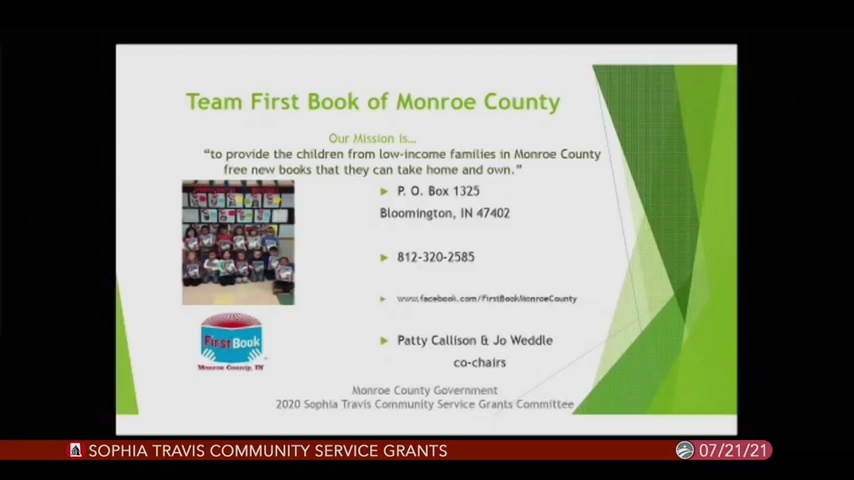 Team First Book of Monroe County
Our Mission is...
"to provide the children from low-income families in Monroe County
free new books that they can take home and own."
P. O. Box 1325
Bloomington, IN 47402
812-320-2585
www.facebook.com/FirstBookMonroeCounty
Patty Callison & Jo Weddle
co-chairs
FirstBook
Monroe County, IN
Monroe County Government
2020 Sophia Travis Community Service Grants Committee
SOPHIA TRAVIS COMMUNITY SERVICE GRANTS
07/21/21